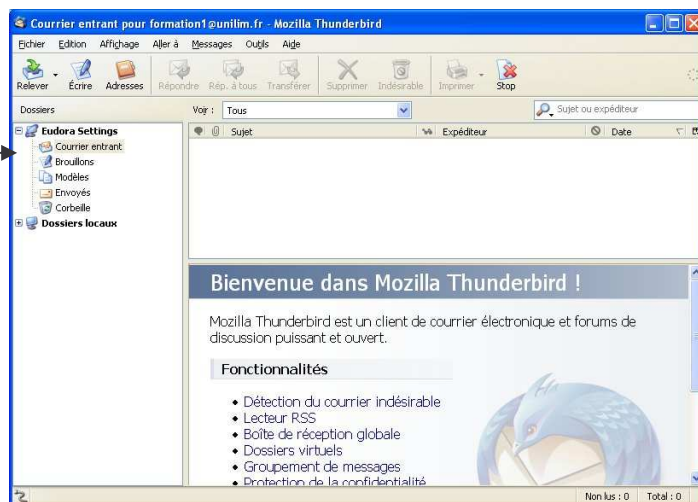 Courrier entrant pour formation1@unilim.fr - Mozilla Thunderbird
Fichier Edition Affichage Aller à Messages Outils Aide
Relever Écrire Adresses Répondre Rép. à tous Transférer Supprimer Indésirable Imprimer Stop
Dossiers Voir : Tous Sujet ou expéditeur
Sujet Expéditeur Date
Eudora Settings
Courrier entrant
Brouillons
Modèles
Envoyés
Corbeille
Dossiers locaux
Bienvenue dans Mozilla Thunderbird !
Mozilla Thunderbird est un client de courrier électronique et forums de
discussion puissant et ouvert.
Fonctionnalités
• Détection du courrier indésirable
• Lecteur RSS
• Boîte de réception globale
• Dossiers virtuels
• Groupement de messages
• Protection de la confidentialité
Non lus : 0 Total : 0